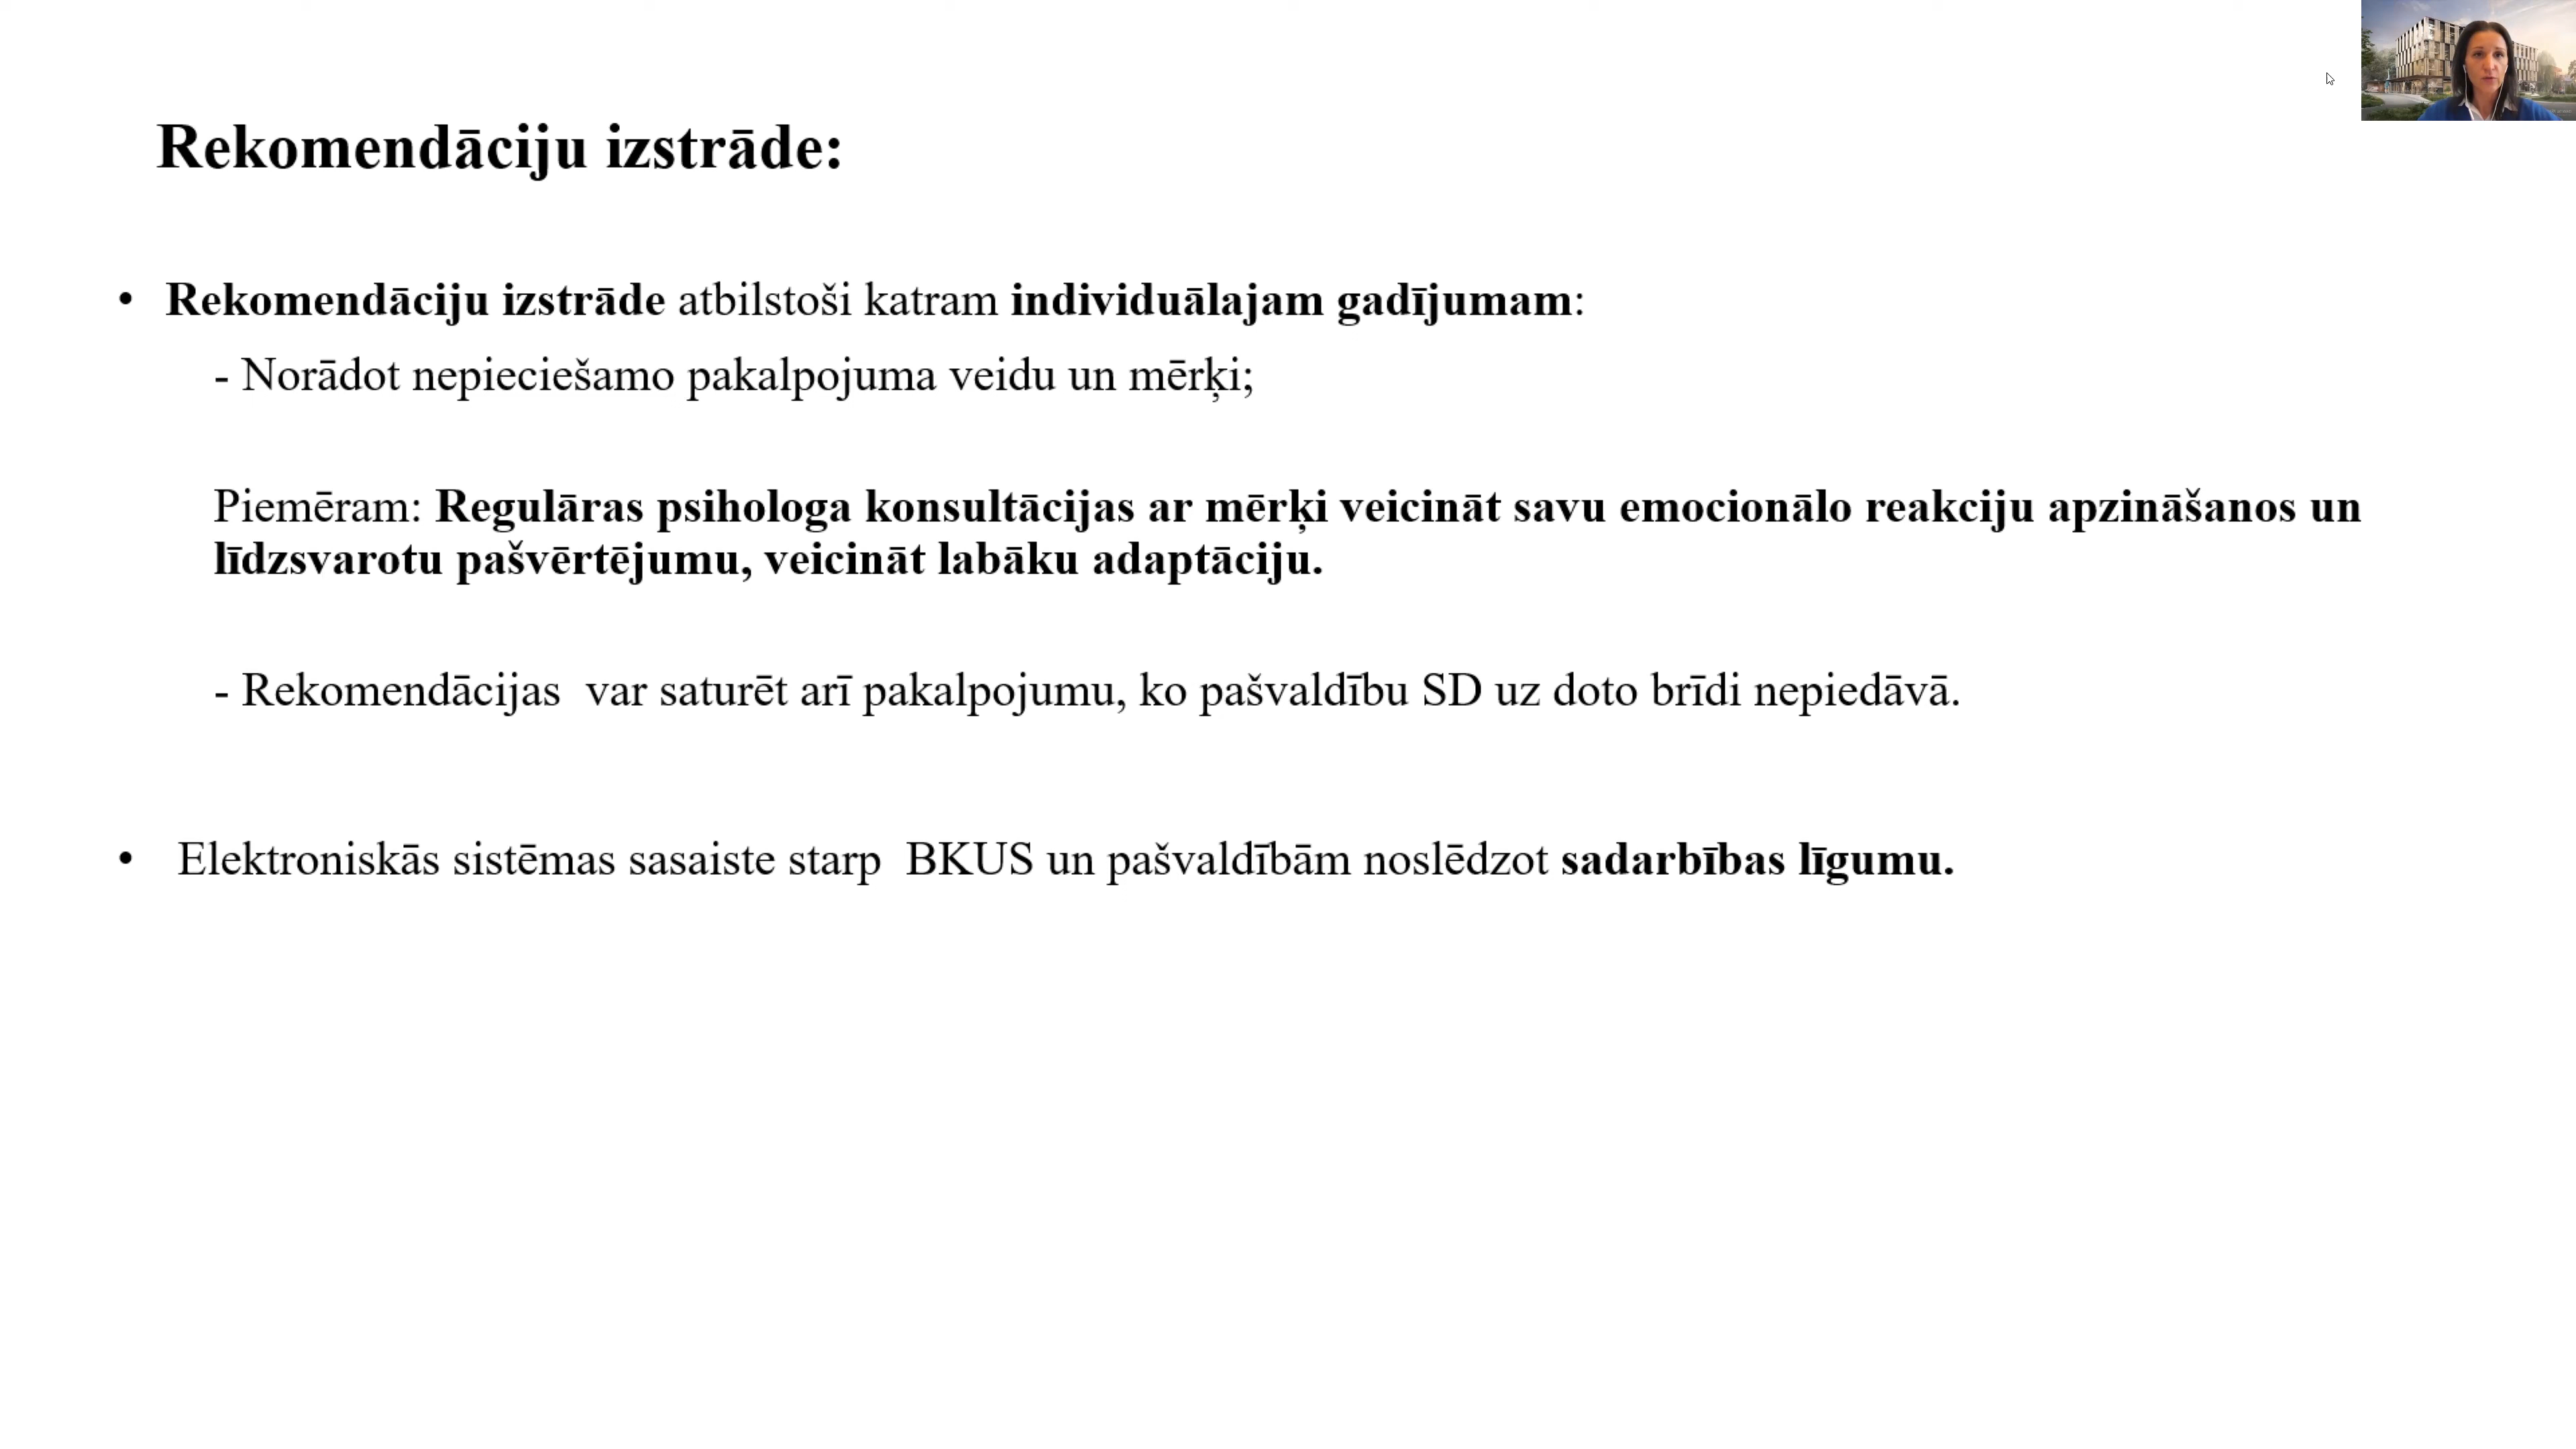 Rekomendāciju izstrāde:
• Rekomendāciju izstrāde atbilstoši katram individuālajam gadījumam:
- Norādot nepieciešamo pakalpojuma veidu un mērķi;
Piemēram: Regulāras psihologa konsultācijas ar mērķi veicināt savu emocionālo reakciju apzināšanos un
līdzsvarotu pašvērtējumu, veicināt labāku adaptāciju.
- Rekomendācijas  var saturēt arī pakalpojumu, ko pašvaldību SD uz doto brīdi nepiedāvā.
• Elektroniskās sistēmas sasaiste starp  BKUS un pašvaldībām noslēdzot sadarbības līgumu.